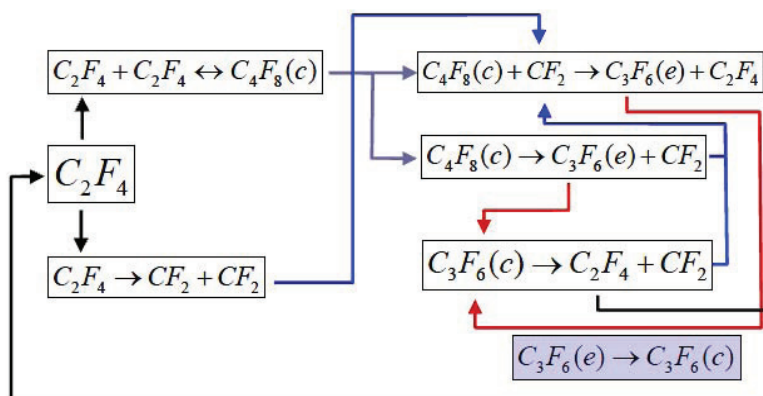 C₂F₄ + C₂F₄ ↔ C₄F₈(c)
C₄F₈(c) + CF₂ → C₃F₆(e) + C₂F₄
C₂F₄
C₄F₈(c) → C₃F₆(e) + CF₂
C₂F₄ → CF₂ + CF₂
C₃F₆(c) → C₂F₄ + CF₂
C₃F₆(e) → C₃F₆(c)